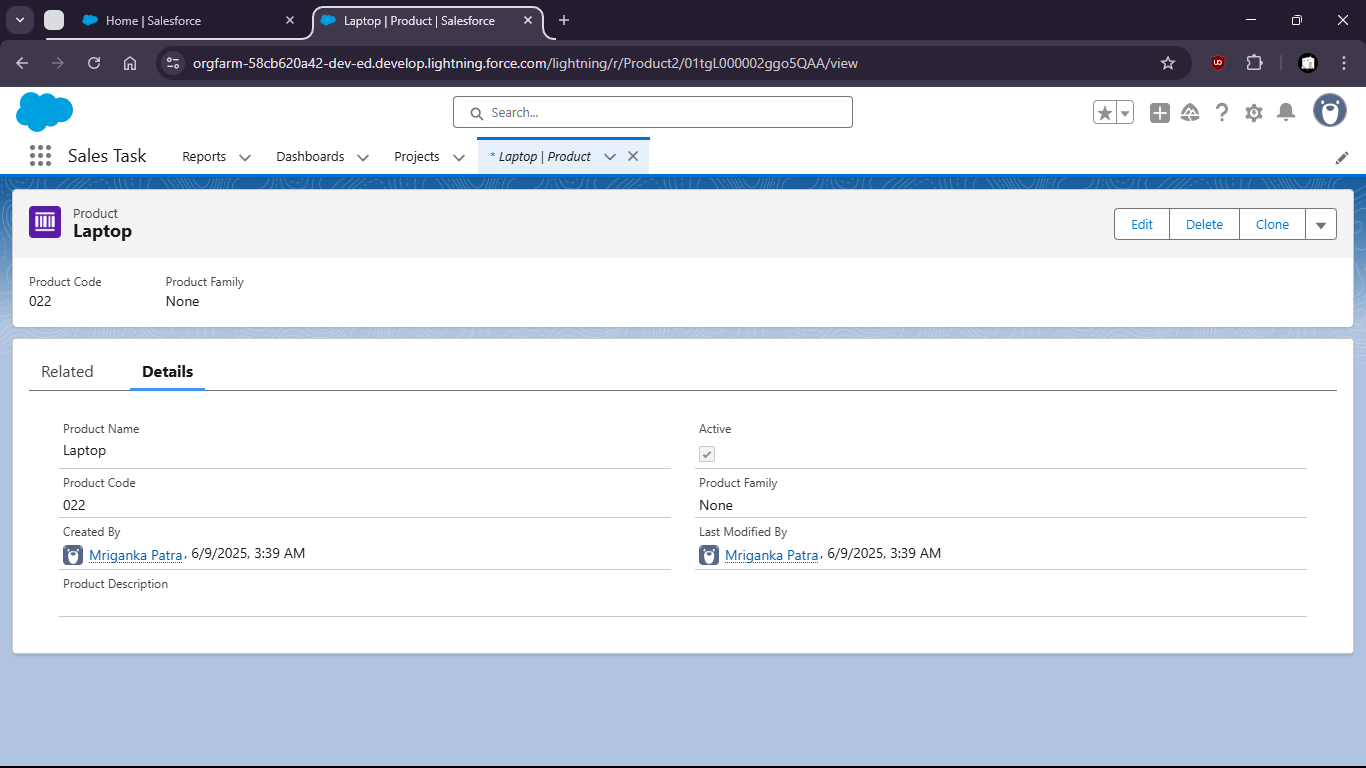 Home | Salesforce
Laptop | Product | Salesforce
orgfarm-58cb620a42-dev-ed.develop.lightning.force.com/lightning/r/Product2/01tgL000002ggo5QAA/view
Search...
Sales Task Reports Dashboards Projects * Laptop | Product
Product
Laptop
Edit Delete Clone
Product Code Product Family
022 None
Related Details
Product Name Active
Laptop
Product Code Product Family
022 None
Created By Last Modified By
Mriganka Patra, 6/9/2025, 3:39 AM Mriganka Patra, 6/9/2025, 3:39 AM
Product Description